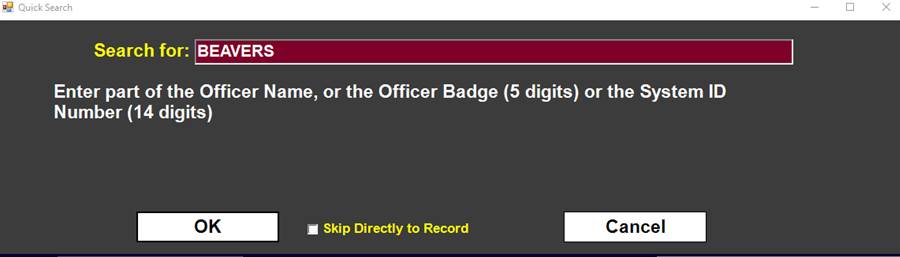 Quick Search
Search for: BEAVERS
Enter part of the Officer Name, or the Officer Badge (5 digits) or the System ID
Number (14 digits)
OK Skip Directly to Record Cancel